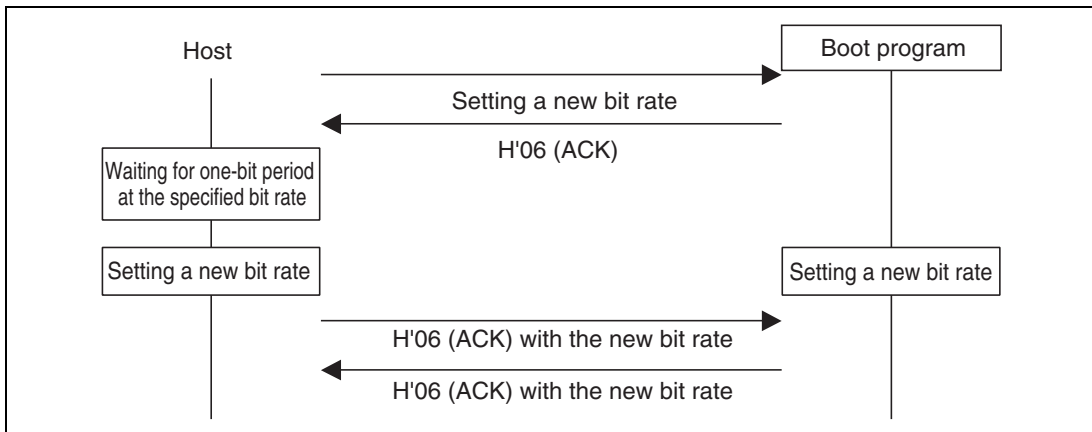 Host
Boot program
Setting a new bit rate
H'06 (ACK)
Waiting for one-bit period
at the specified bit rate
Setting a new bit rate
Setting a new bit rate
H'06 (ACK) with the new bit rate
H'06 (ACK) with the new bit rate